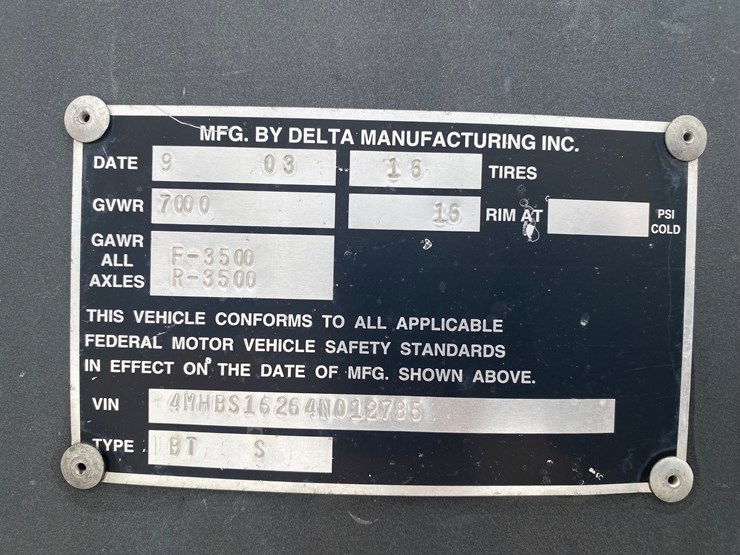 MFG. BY DELTA MANUFACTURING INC.
DATE 9 03 16 TIRES
GVWR 7000 16 RIM AT PSI COLD
GAWR ALL AXLES F-3500 R-3500
THIS VEHICLE CONFORMS TO ALL APPLICABLE
FEDERAL MOTOR VEHICLE SAFETY STANDARDS
IN EFFECT ON THE DATE OF MFG. SHOWN ABOVE.
VIN 4MHBS16264N012785
TYPE BT S